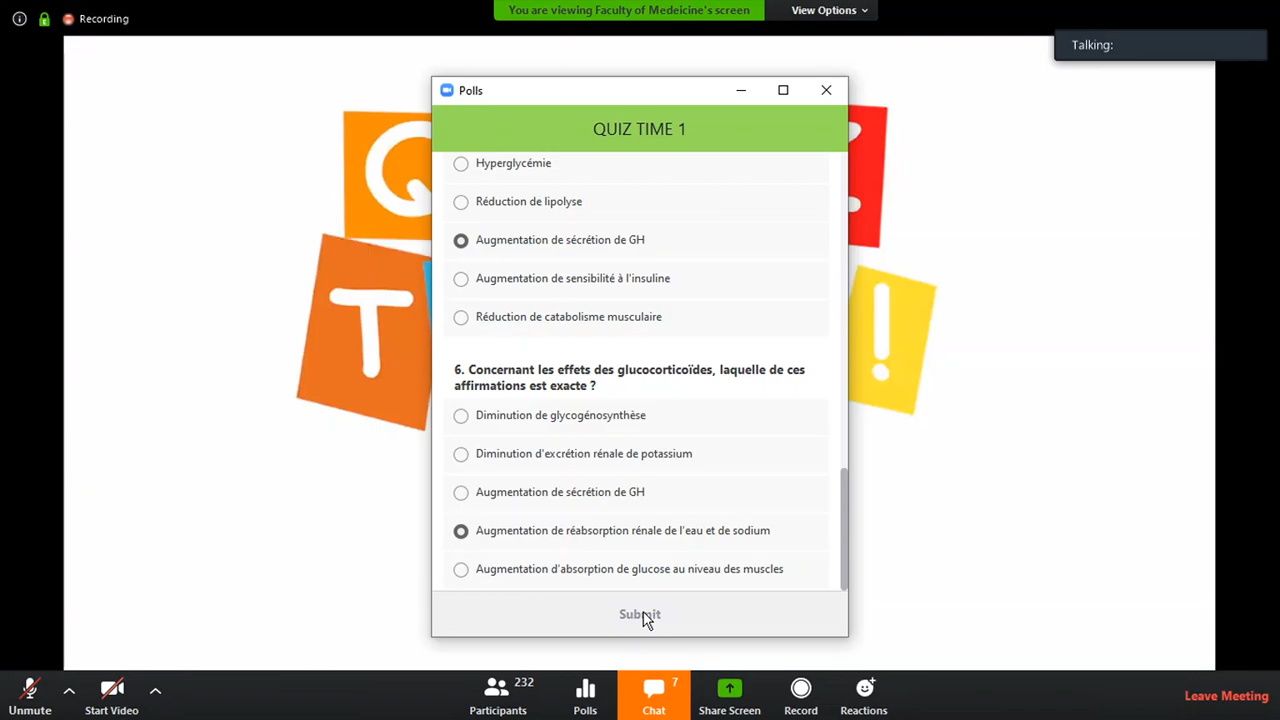 Recording
You are viewing Faculty of Medeicine's screen
View Options
Talking:
Polls
QUIZ TIME 1
Hyperglycémie
Réduction de lipolyse
Augmentation de sécrétion de GH
Augmentation de sensibilité à l'insuline
Réduction de catabolisme musculaire
6. Concernant les effets des glucocorticoïdes, laquelle de ces
affirmations est exacte ?
Diminution de glycogénosynthèse
Diminution d'excrétion rénale de potassium
Augmentation de sécrétion de GH
Augmentation de réabsorption rénale de l'eau et de sodium
Augmentation d'absorption de glucose au niveau des muscles
Submit
Q
T
!
Unmute
Start Video
Participants 232
Polls
Chat 7
Share Screen
Record
Reactions
Leave Meeting